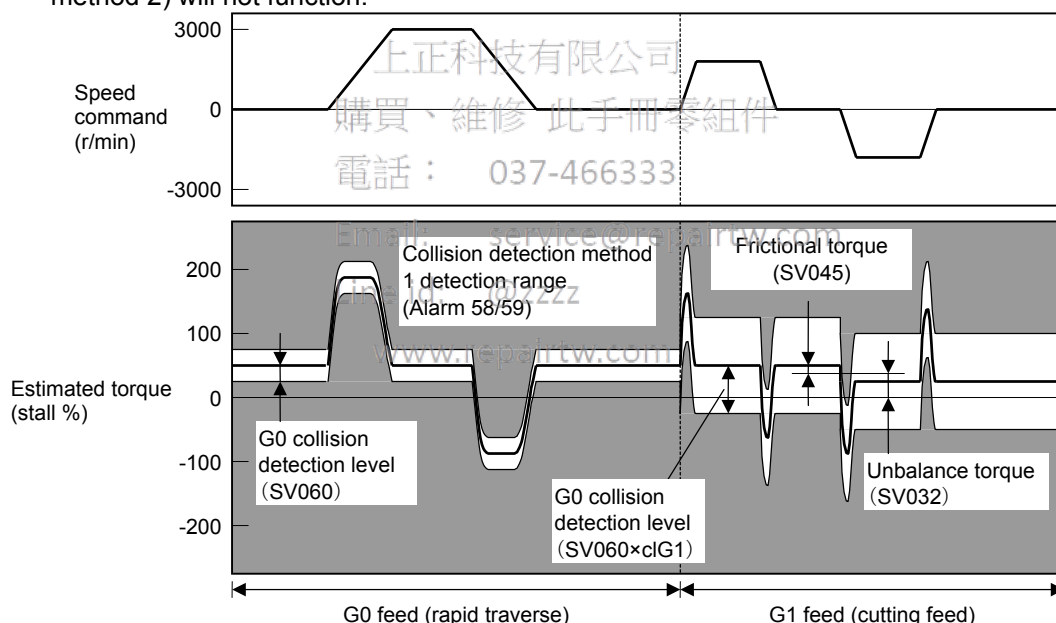 method 2) will not function.
3000
0
-3000
Speed
command
(r/min)
上正科技有限公司
購買、維修 此手冊零組件
電話： 037-466333
Email: service@repairtw.com
Line id: @zzzz
www.repairtw.com
200
100
0
-100
-200
Estimated torque
(stall %)
Collision detection method
1 detection range
(Alarm 58/59)
Frictional torque
(SV045)
G0 collision
detection level
(SV060)
G0 collision
detection level
(SV060×clG1)
Unbalance torque
(SV032)
G0 feed (rapid traverse)
G1 feed (cutting feed)